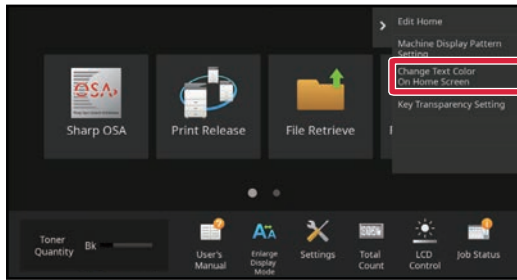 Edit Home
Machine Display Pattern
Setting
Change Text Color
On Home Screen
Key Transparency Setting
OSA
Sharp OSA
Print Release
File Retrieve
Toner
Quantity
Bk
User's
Manual
Enlarge
Display
Mode
Settings
Total
Count
LCD
Control
Job Status